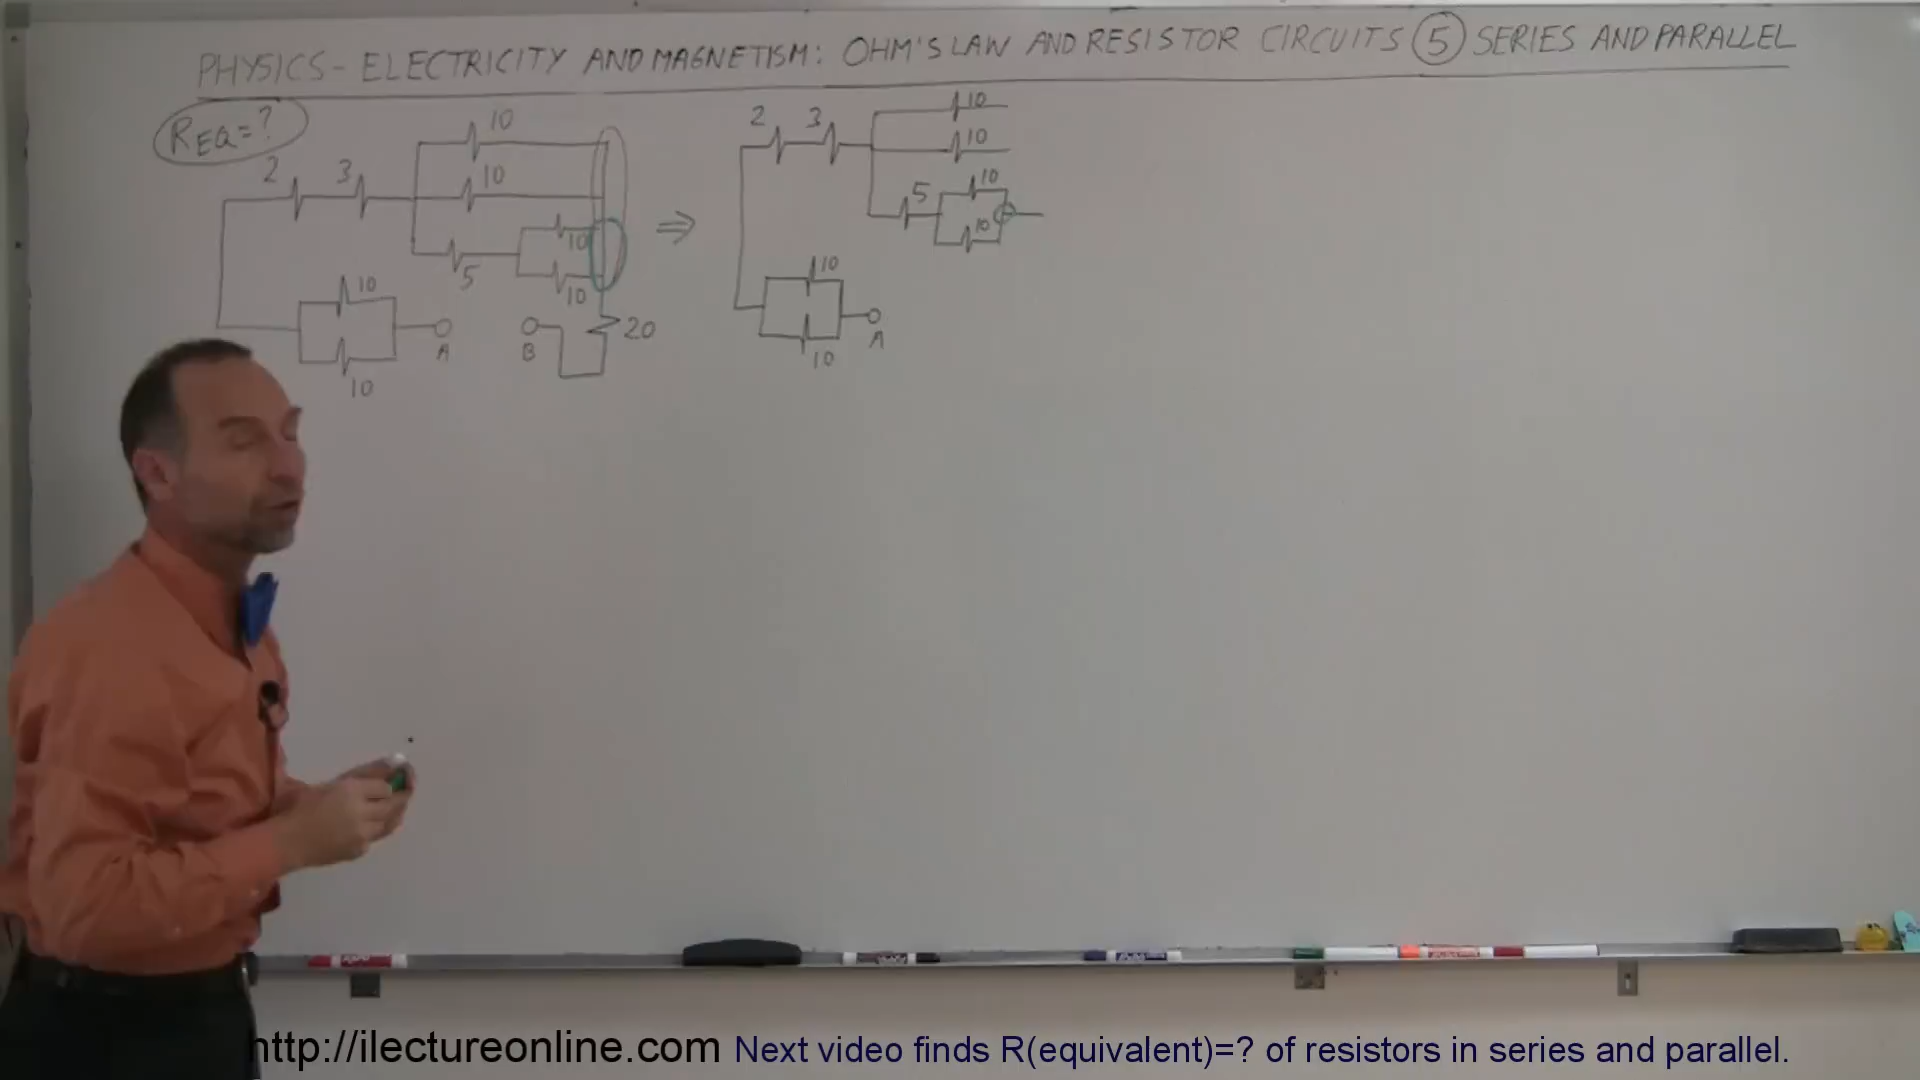 PHYSICS - ELECTRICITY AND MAGNETISM: OHM'S LAW AND RESISTOR CIRCUITS 5 SERIES AND PARALLEL
REQ = ?
2 3 10
10
5 10
10
10
10
A
B
20
⇒
2 3 10
10
5 10
10
10
10
A
http://ilectureonline.com Next video finds R(equivalent)=? of resistors in series and parallel.